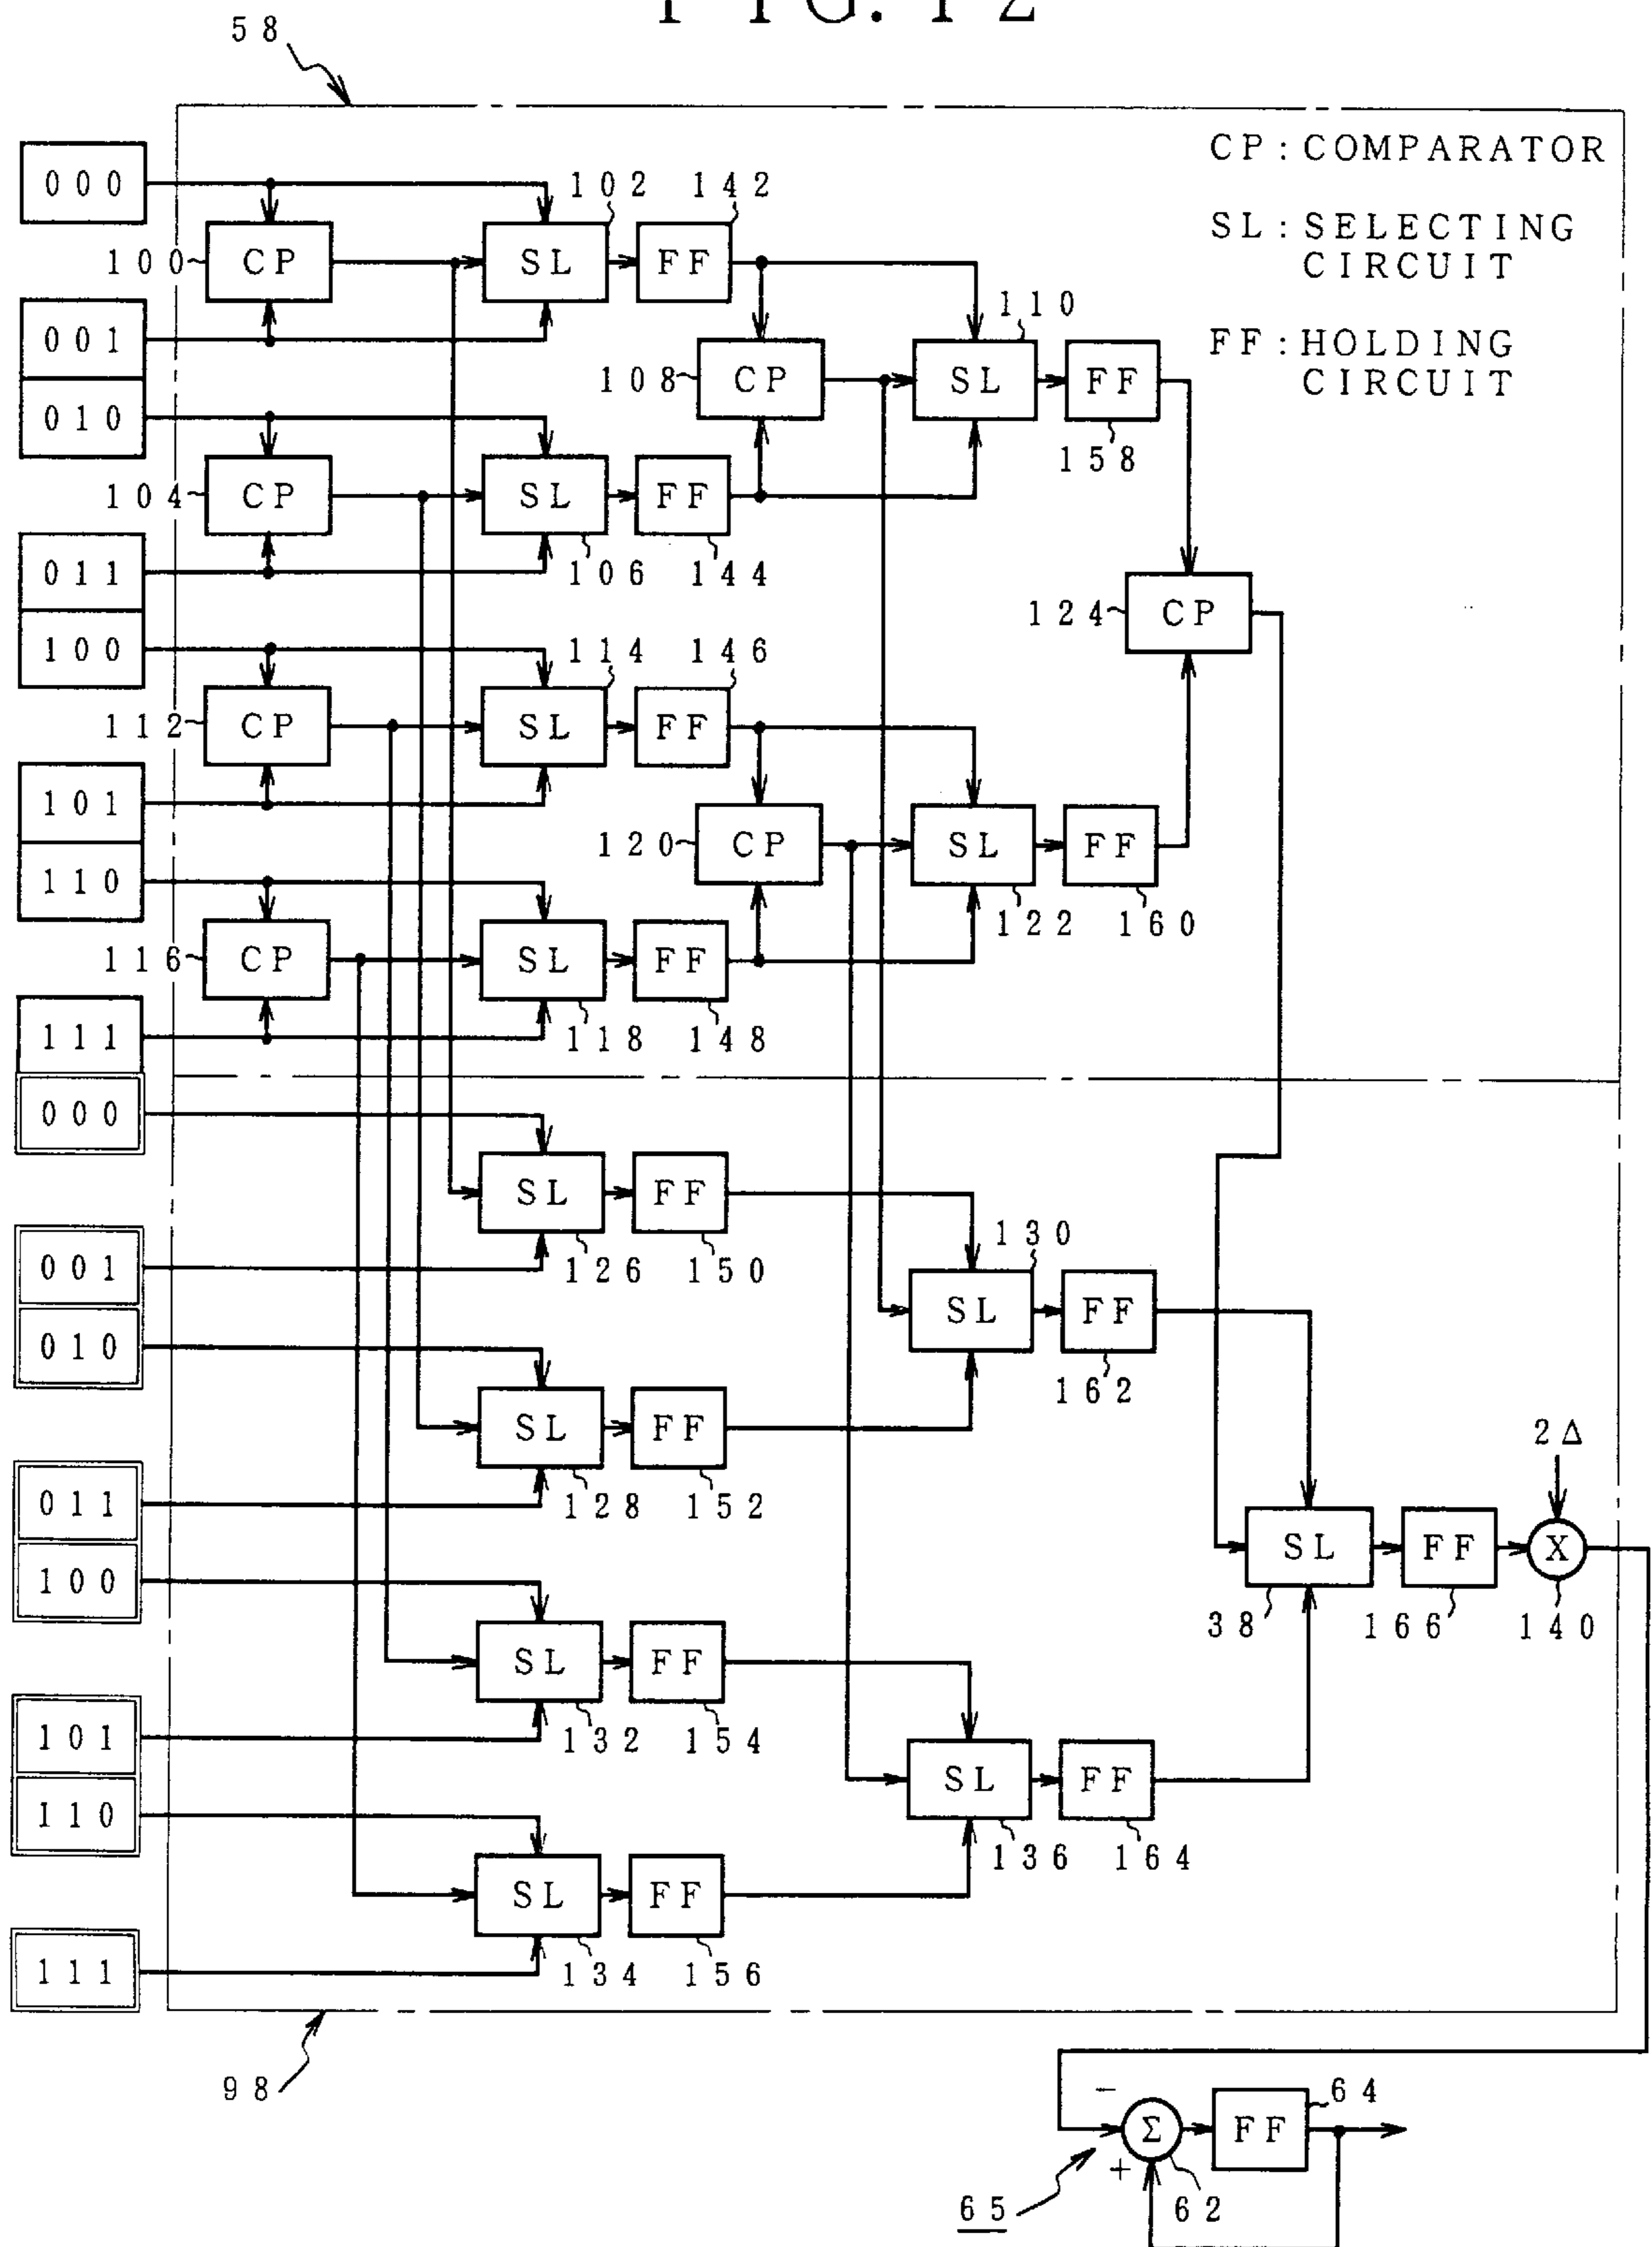 FIG. 12
58
CP: COMPARATOR
SL: SELECTING CIRCUIT
FF: HOLDING CIRCUIT
000
102 142
100 CP SL FF
110
001
108 CP SL FF
010
158
104 CP SL FF
106 144
011
124 CP
100
114 146
112 CP SL FF
101
120 CP SL FF
110
122 160
116 CP SL FF
118 148
111
000
SL FF
126 150
130
001
SL FF
010
162
SL FF
128 152
2Δ
011
SL FF X
100
38 166 140
SL FF
132 154
101
SL FF
110
136 164
SL FF
134 156
111
98
64
−
Σ FF
+
62
65